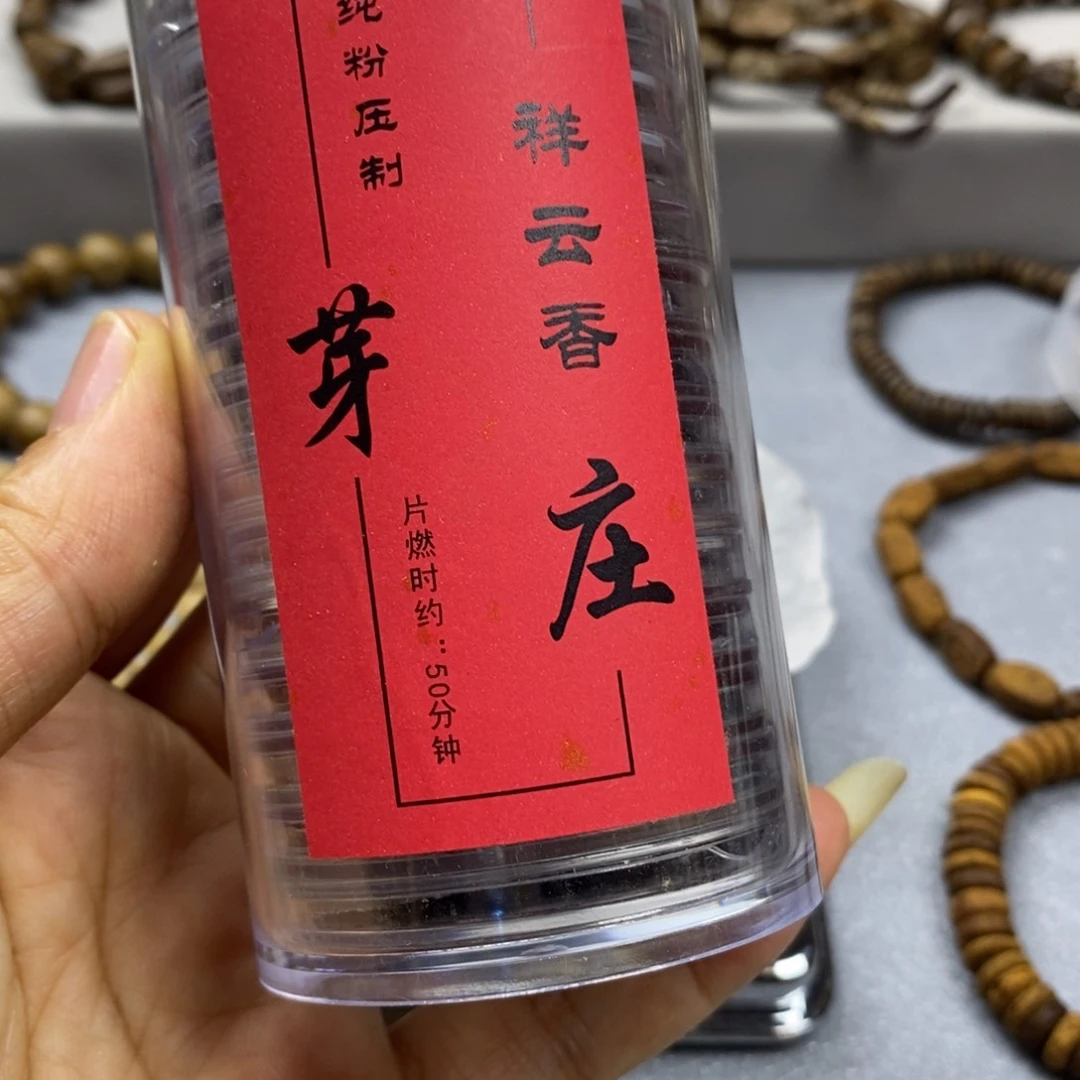 祥云香
庄
纯粉压制
芽
片燃时约：50分钟